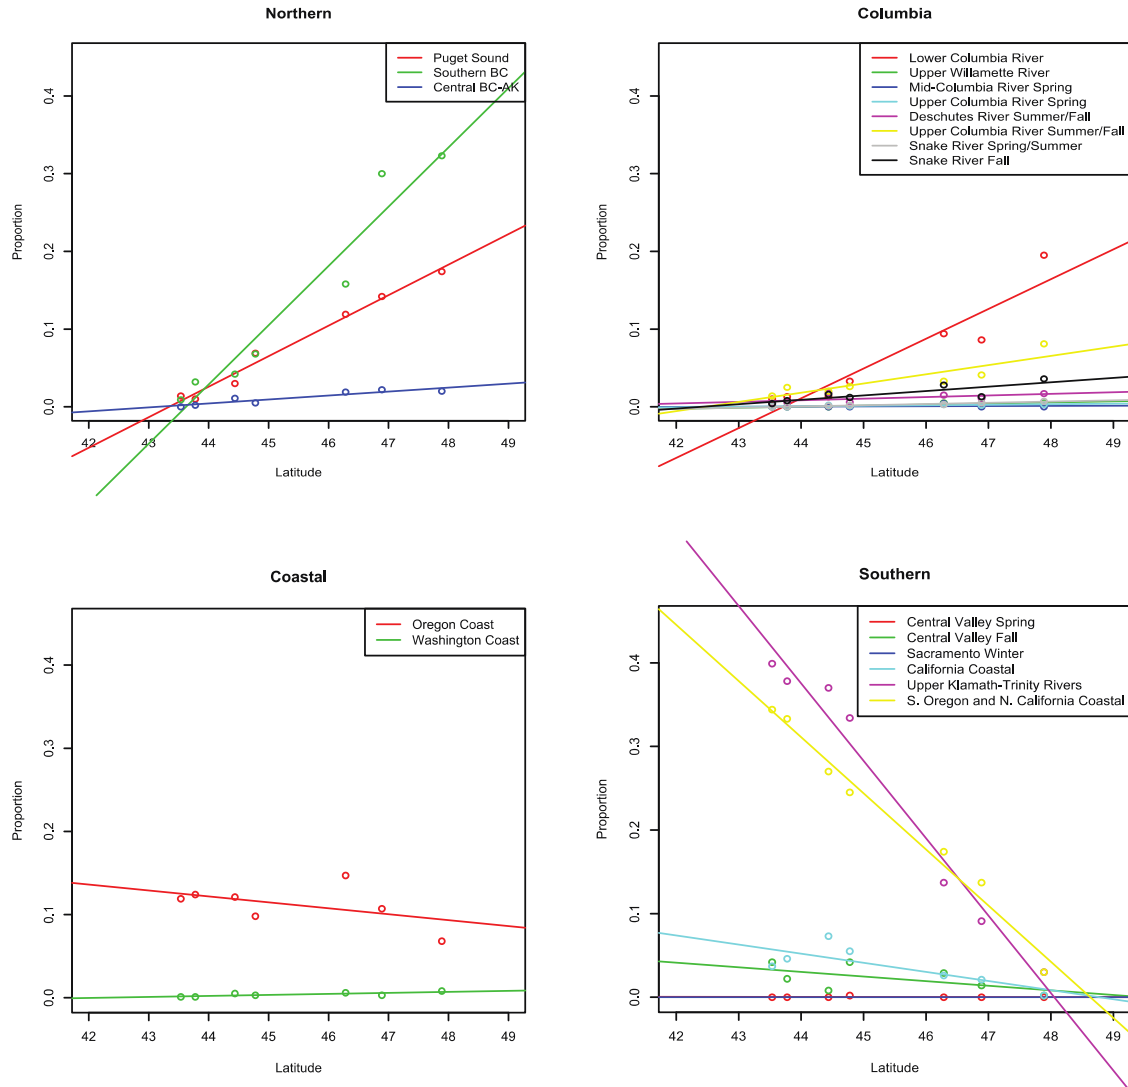 Northern
Puget Sound
Southern BC
Central BC-AK
0.4
0.3
0.2
0.1
0.0
Proportion
42 43 44 45 46 47 48 49
Latitude
Columbia
Lower Columbia River
Upper Willamette River
Mid-Columbia River Spring
Upper Columbia River Spring
Deschutes River Summer/Fall
Upper Columbia River Summer/Fall
Snake River Spring/Summer
Snake River Fall
0.4
0.3
0.2
0.1
0.0
Proportion
42 43 44 45 46 47 48 49
Latitude
Coastal
Oregon Coast
Washington Coast
0.4
0.3
0.2
0.1
0.0
Proportion
42 43 44 45 46 47 48 49
Latitude
Southern
Central Valley Spring
Central Valley Fall
Sacramento Winter
California Coastal
Upper Klamath-Trinity Rivers
S. Oregon and N. California Coastal
0.4
0.3
0.2
0.1
0.0
Proportion
42 43 44 45 46 47 48 49
Latitude